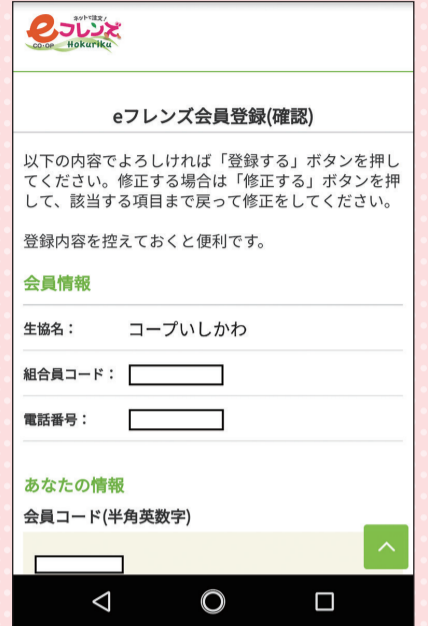 ネットで注文!
eフレンズ
CO・OP Hokuriku
eフレンズ会員登録(確認)
以下の内容でよろしければ「登録する」ボタンを押し
てください。修正する場合は「修正する」ボタンを押
して、該当する項目まで戻って修正をしてください。
登録内容を控えておくと便利です。
会員情報
生協名： コープいしかわ
組合員コード：
電話番号：
あなたの情報
会員コード(半角英数字)